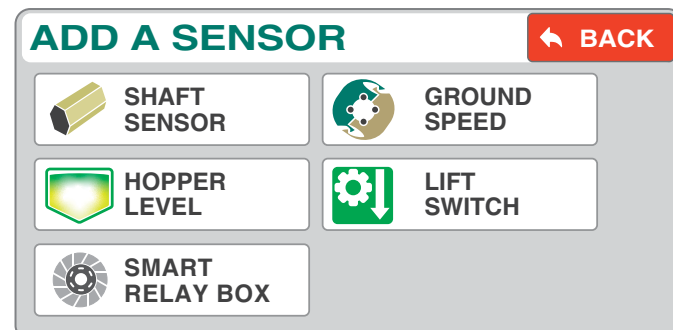 ADD A SENSOR
BACK
SHAFT
SENSOR
GROUND
SPEED
HOPPER
LEVEL
LIFT
SWITCH
SMART
RELAY BOX